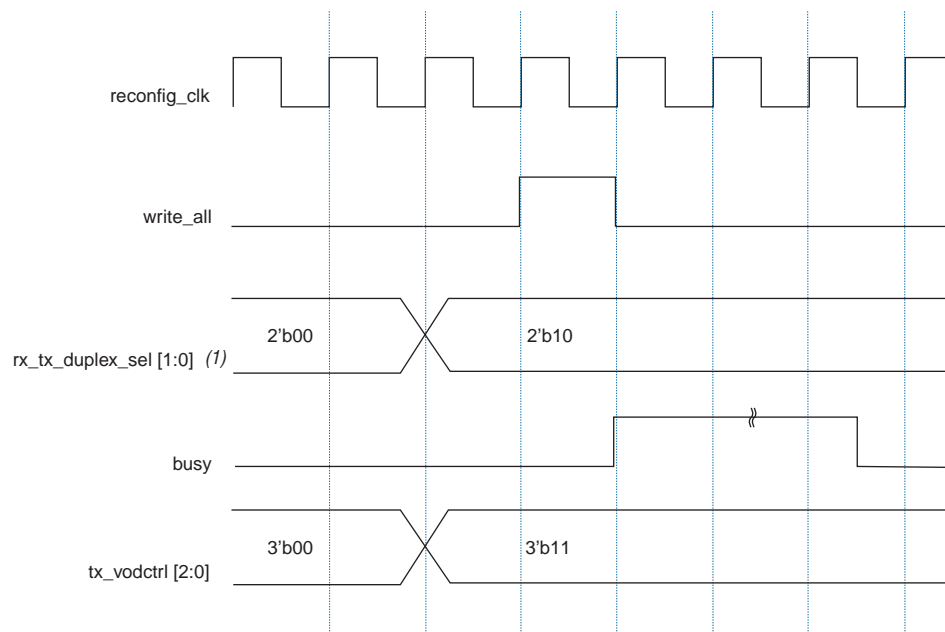 reconfig_clk
write_all
2'b00 2'b10
rx_tx_duplex_sel [1:0] (1)
busy
3'b00 3'b11
tx_vodctrl [2:0]